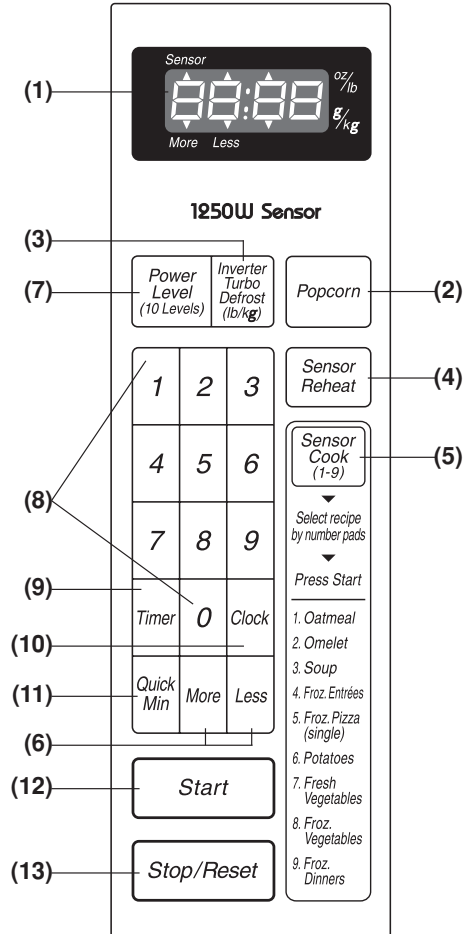 Sensor
(1)
88:88
oz/lb
g/kg
More Less
1250W Sensor
(3)
(7)
Power
Level
(10 Levels)
Inverter
Turbo
Defrost
(lb/kg)
Popcorn
(2)
1 2 3
Sensor
Reheat
(4)
4 5 6
Sensor
Cook
(1-9)
(5)
Select recipe
by number pads
Press Start
(8)
7 8 9
(9)
Timer 0 Clock
(10)
(11)
Quick
Min
More Less
(6)
1. Oatmeal
2. Omelet
3. Soup
4. Froz. Entrées
5. Froz. Pizza
(single)
6. Potatoes
7. Fresh
Vegetables
8. Froz.
Vegetables
9. Froz.
Dinners
(12)
Start
(13)
Stop/Reset